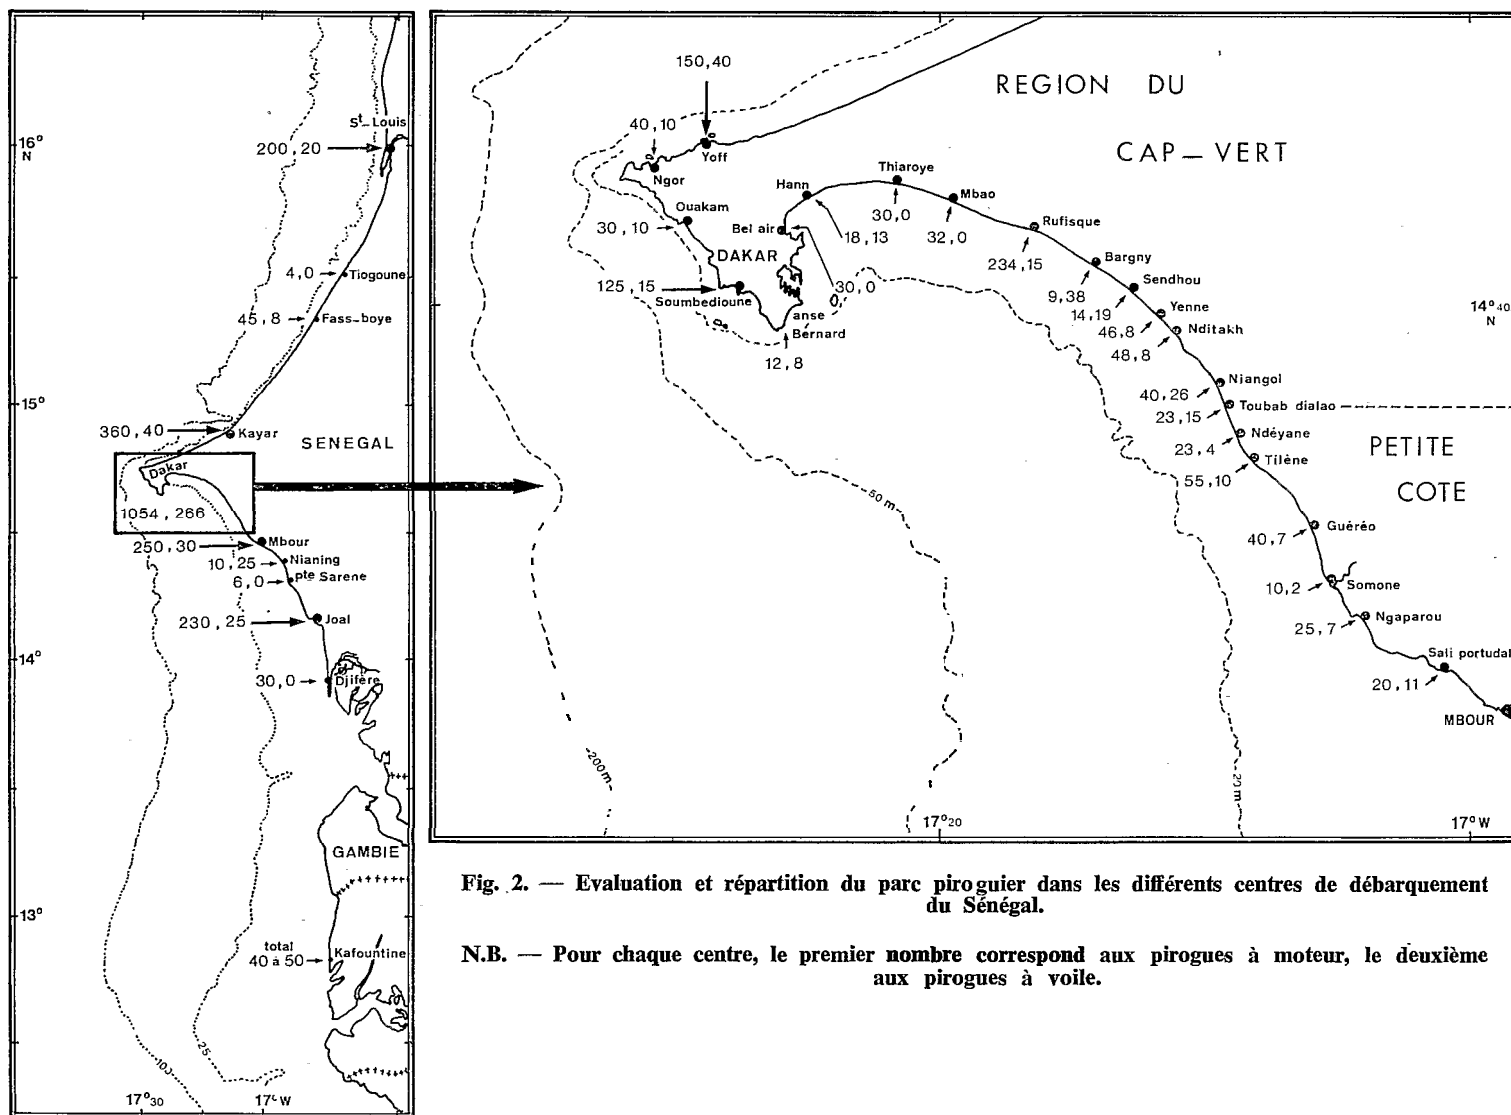 16°
N
St-Louis
200,20
4,0
Tiogoune
45,8
Fass-boye
15°
360,40
Kayar
SENEGAL
Dakar
1054,266
250,30
Mbour
10,25
Nianing
6,0
pte Sarene
230,25
Joal
14°
30,0
Djifère
GAMBIE
13°
total
40 à 50
Kafountine
100
25
17°30
17°W
150,40
REGION DU
CAP-VERT
40,10
Yoff
Ngor
Thiaroye
Hann
Mbao
Ouakam
30,0
30,10
Bel air
18,13
32,0
Rufisque
DAKAR
234,15
Bargny
125,15
30,0
Sendhou
Soumbedioune
9,38
14,19
Yenne
anse
Bernard
46,8
Nditakh
14°40
N
48,8
12,8
Niangol
40,26
Toubab dialao
23,15
Ndéyane
PETITE
COTE
23,4
Tilène
55,10
50 m
Guéréo
40,7
10,2
Somone
25,7
Ngaparou
Sali portudal
20,11
MBOUR
200m
20 m
17°20
17°W
Fig. 2. — Evaluation et répartition du parc piroguier dans les différents centres de débarquement
du Sénégal.
N.B. — Pour chaque centre, le premier nombre correspond aux pirogues à moteur, le deuxième
aux pirogues à voile.